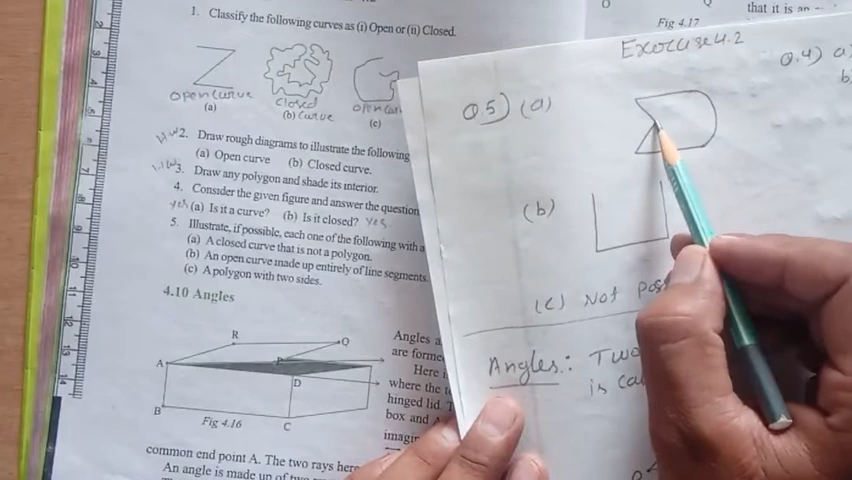 1. Classify the following curves as (i) Open or (ii) Closed.
open curve
(a)
closed
(b) curve
open
(c)
H.W 2. Draw rough diagrams to illustrate the following
(a) Open curve (b) Closed curve.
3. Draw any polygon and shade its interior.
4. Consider the given figure and answer the question
yes (a) Is it a curve? (b) Is it closed? yes
5. Illustrate, if possible, each one of the following with a
(a) A closed curve that is not a polygon.
(b) An open curve made up entirely of line segments.
(c) A polygon with two sides.
4.10 Angles
R
Q
A
P
D
B
C
Fig 4.16
Angles
are forme
Here
where the
hinged lid.
box and
imagin
common end point A. The two rays here
An angle is made up of two
that it is an
Q
Fig 4.17
Exercise 4.2
Q.4) a)
b)
Q.5) (a)
(b)
(c) Not Pos
Angles: Two
is cal